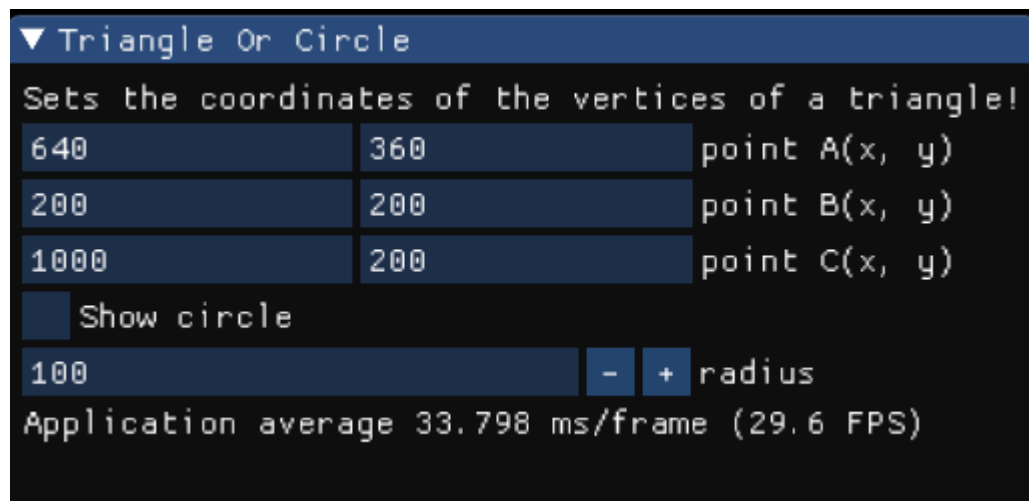 Triangle Or Circle
Sets the coordinates of the vertices of a triangle!
640 360 point A(x, y)
200 200 point B(x, y)
1000 200 point C(x, y)
Show circle
100 - + radius
Application average 33.798 ms/frame (29.6 FPS)